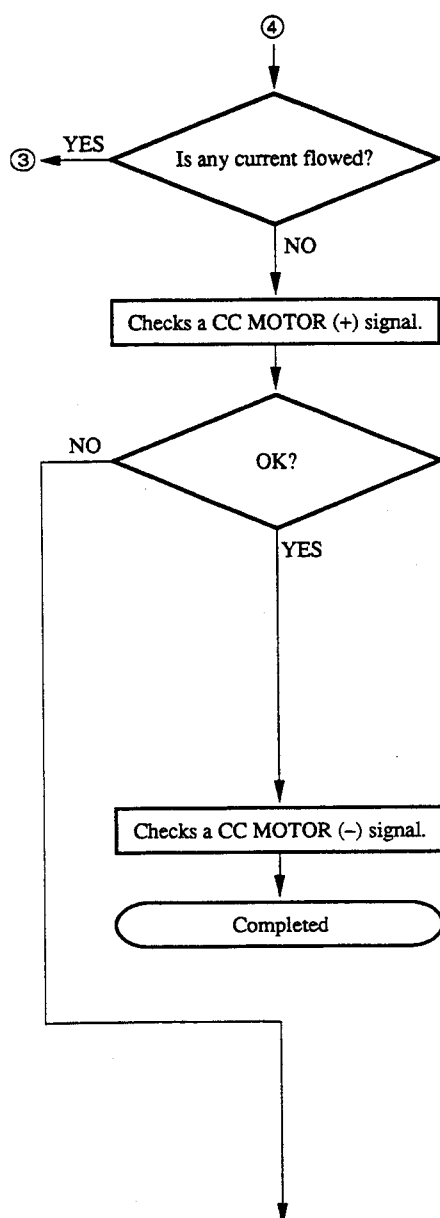 ④
YES
③
Is any current flowed?
NO
Checks a CC MOTOR (+) signal.
NO
OK?
YES
Checks a CC MOTOR (–) signal.
Completed